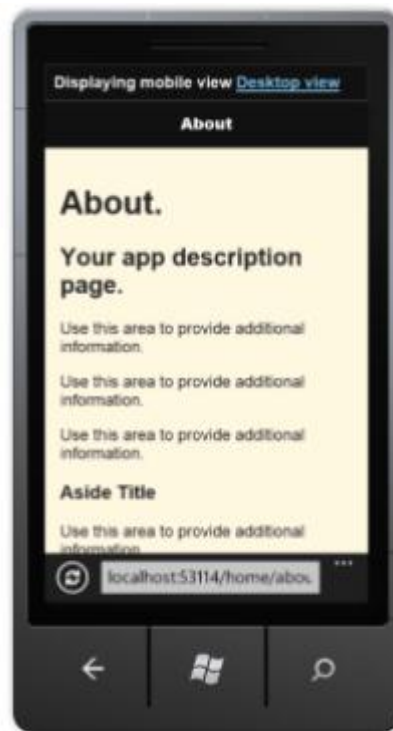 Displaying mobile view Desktop view
About
About.
Your app description
page.
Use this area to provide additional
information.
Use this area to provide additional
information.
Use this area to provide additional
information.
Aside Title
Use this area to provide additional
information.
localhost:53114/home/abou
...